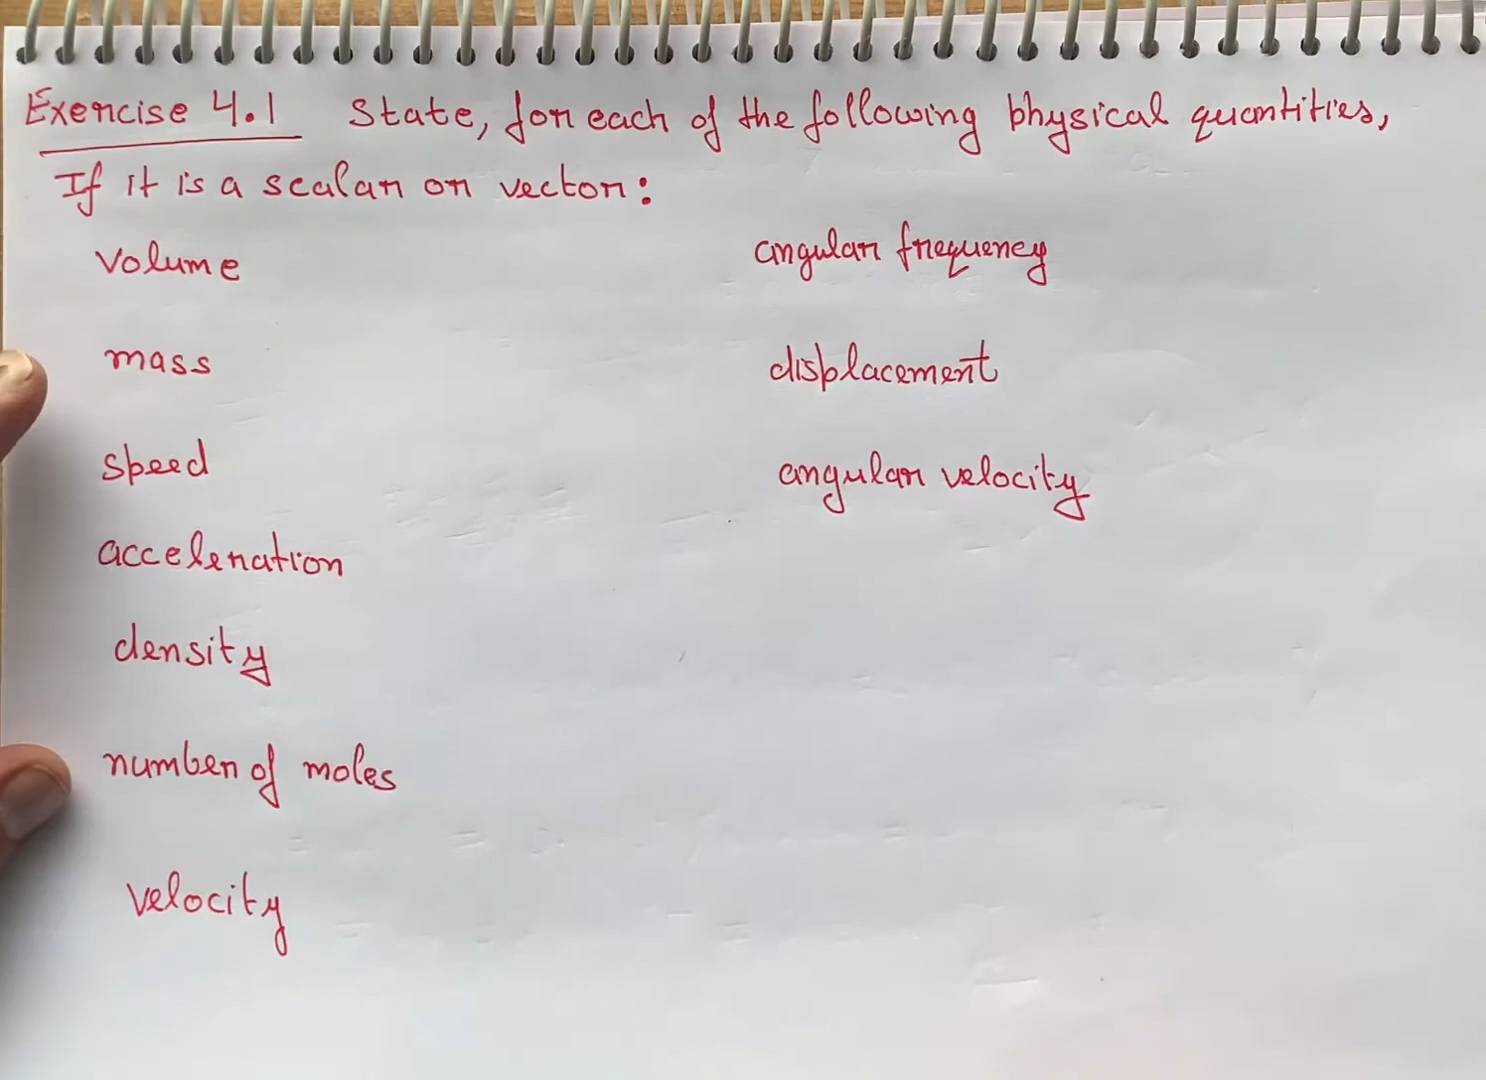 Exercise 4.1 State, for each of the following physical quantities,
If it is a scalar or vector:
volume
mass
speed
acceleration
density
number of moles
velocity
angular frequency
displacement
angular velocity